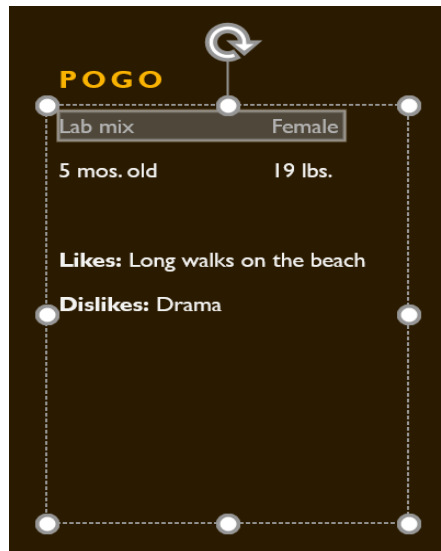 POGO
Lab mix Female
5 mos. old 19 lbs.
Likes: Long walks on the beach
Dislikes: Drama